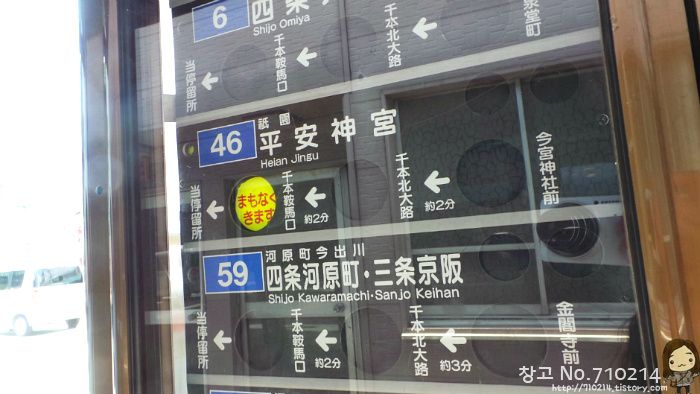 6
四条
Shijo Omiya
当停留所
千本鞍馬口
千本北大路
泉堂町
46
祇園
平安神宮
Heian Jingu
当停留所
まもなく
きます
千本鞍馬口
約2分
千本北大路
約2分
今宮神社前
59
河原町今出川
四条河原町・三条京阪
Shijo Kawaramachi・Sanjo Keihan
当停留所
千本鞍馬口
約2分
千本北大路
約3分
金閣寺前
창고 No.710214
http://710214.tistory.com